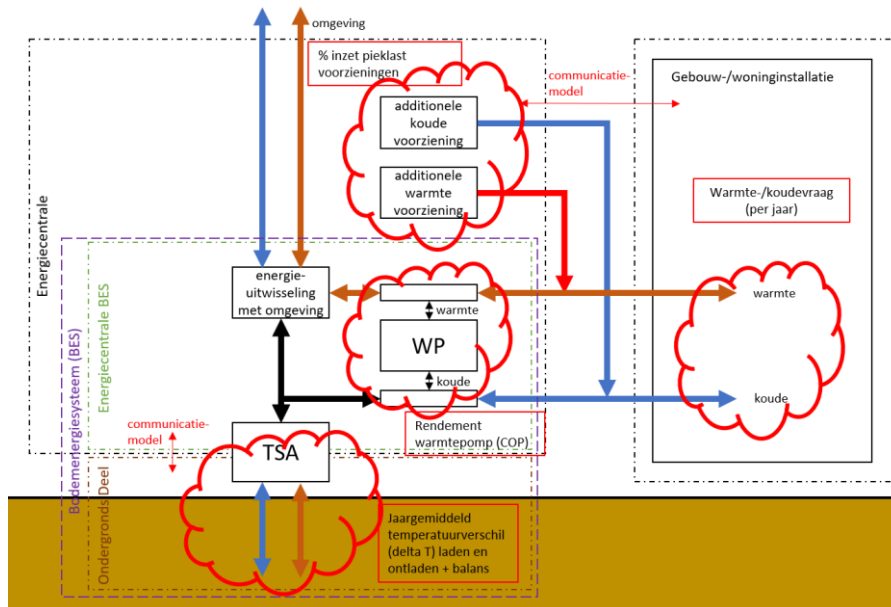 omgeving
% inzet pieklast
voorzieningen
communicatie-
model
Gebouw-/woninginstallatie
additionele
koude
voorziening
additionele
warmte
voorziening
Warmte-/koudevraag
(per jaar)
Energiecentrale
Bodemenergiesysteem (BES)
Energiecentrale BES
energie-
uitwisseling
met omgeving
warmte
WP
koude
warmte
koude
Rendement
warmtepomp (COP)
communicatie-
model
TSA
Ondergronds Deel
Jaargemiddeld
temperatuurverschil
(delta T) laden en
ontladen + balans